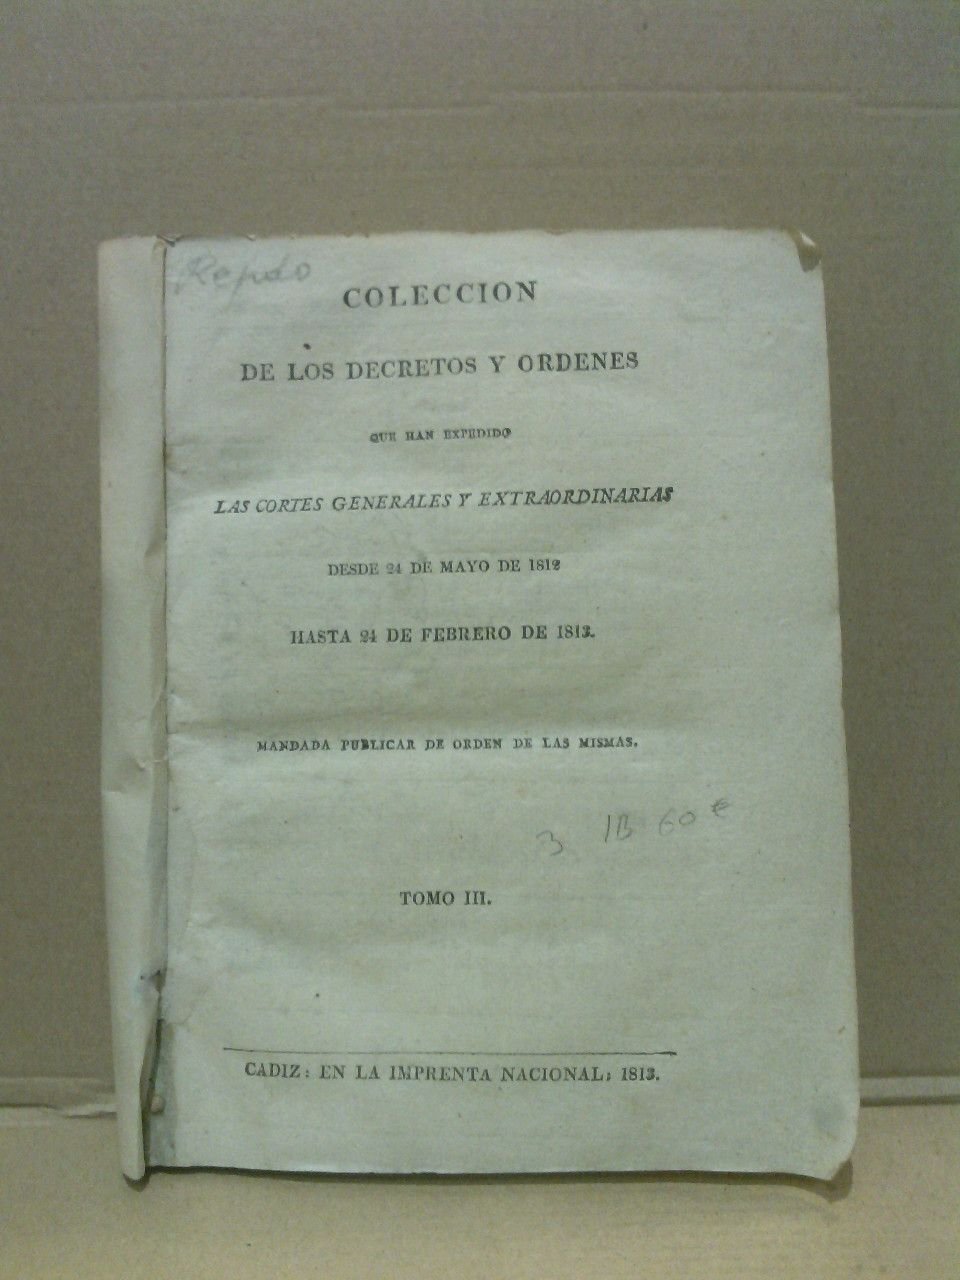 Repdo
COLECCION
DE LOS DECRETOS Y ORDENES
QUE HAN EXPEDIDO
LAS CORTES GENERALES Y EXTRAORDINARIAS
DESDE 24 DE MAYO DE 1812
HASTA 24 DE FEBRERO DE 1813.
MANDADA PUBLICAR DE ORDEN DE LAS MISMAS.
3 1B 60 €
TOMO III.
CADIZ: EN LA IMPRENTA NACIONAL: 1813.